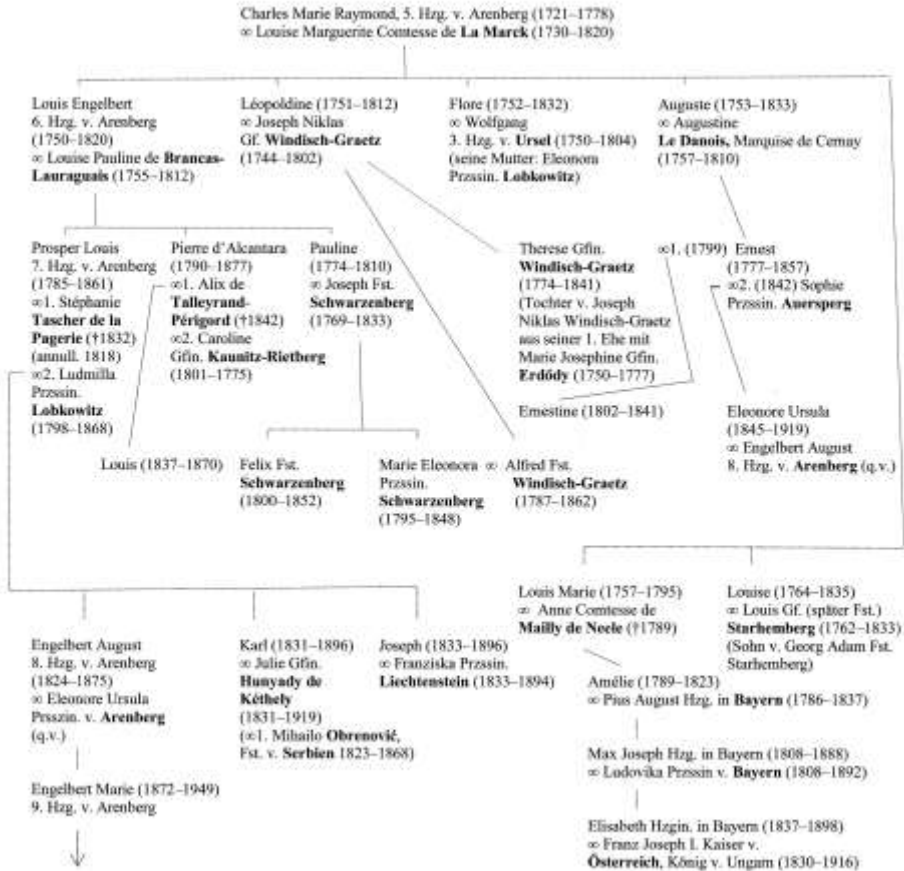 Charles Marie Raymond, 5. Hzg. v. Arenberg (1721–1778)
∞ Louise Marguerite Comtesse de La Marck (1730–1820)
Louis Engelbert
6. Hzg. v. Arenberg
(1750–1820)
∞ Louise Pauline de Brancas-
Lauraguais (1755–1812)
Léopoldine (1751–1812)
∞ Joseph Niklas
Gf. Windisch-Graetz
(1744–1802)
Flore (1752–1832)
∞ Wolfgang
3. Hzg. v. Ursel (1750–1804)
(seine Mutter: Eleonora
Przssin. Lobkowitz)
Auguste (1753–1833)
∞ Augustine
Le Danois, Marquise de Cernay
(1757–1810)
Prosper Louis
7. Hzg. v. Arenberg
(1785–1861)
∞1. Stéphanie
Tascher de la
Pagerie (†1832)
(annull. 1818)
∞2. Ludmilla
Przssin.
Lobkowitz
(1798–1868)
Pierre d'Alcantara
(1790–1877)
∞1. Alix de
Talleyrand-
Périgord (†1842)
∞2. Caroline
Gfin. Kaunitz-Rietberg
(1801–1775)
Pauline
(1774–1810)
∞ Joseph Fst.
Schwarzenberg
(1769–1833)
Therese Gfin.
Windisch-Graetz
(1774–1841)
(Tochter v. Joseph
Niklas Windisch-Graetz
aus seiner 1. Ehe mit
Marie Josephine Gfin.
Erdődy (1750–1777)
∞1. (1799)
Ernest
(1777–1857)
∞2. (1842) Sophie
Przssin. Auersperg
Ernestine (1802–1841)
Eleonore Ursula
(1845–1919)
∞ Engelbert August
8. Hzg. v. Arenberg (q.v.)
Louis (1837–1870)
Felix Fst.
Schwarzenberg
(1800–1852)
Marie Eleonora ∞
Przssin.
Schwarzenberg
(1795–1848)
Alfred Fst.
Windisch-Graetz
(1787–1862)
Louis Marie (1757–1795)
∞ Anne Comtesse de
Mailly de Neele (†1789)
Louise (1764–1835)
∞ Louis Gf. (später Fst.)
Starhemberg (1762–1833)
(Sohn v. Georg Adam Fst.
Starhemberg)
Engelbert August
8. Hzg. v. Arenberg
(1824–1875)
∞ Eleonore Ursula
Prsszin. v. Arenberg
(q.v.)
Karl (1831–1896)
∞ Julie Gfin.
Hunyady de
Kéthely
(1831–1919)
(∞1. Mihailo Obrenović,
Fst. v. Serbien 1823–1868)
Joseph (1833–1896)
∞ Franziska Przssin.
Liechtenstein (1833–1894)
Amélie (1789–1823)
∞ Pius August Hzg. in Bayern (1786–1837)
Max Joseph Hzg. in Bayern (1808–1888)
∞ Ludovika Przssin v. Bayern (1808–1892)
Engelbert Marie (1872–1949)
9. Hzg. v. Arenberg
Elisabeth Hzgin. in Bayern (1837–1898)
∞ Franz Joseph I. Kaiser v.
Österreich, König v. Ungarn (1830–1916)